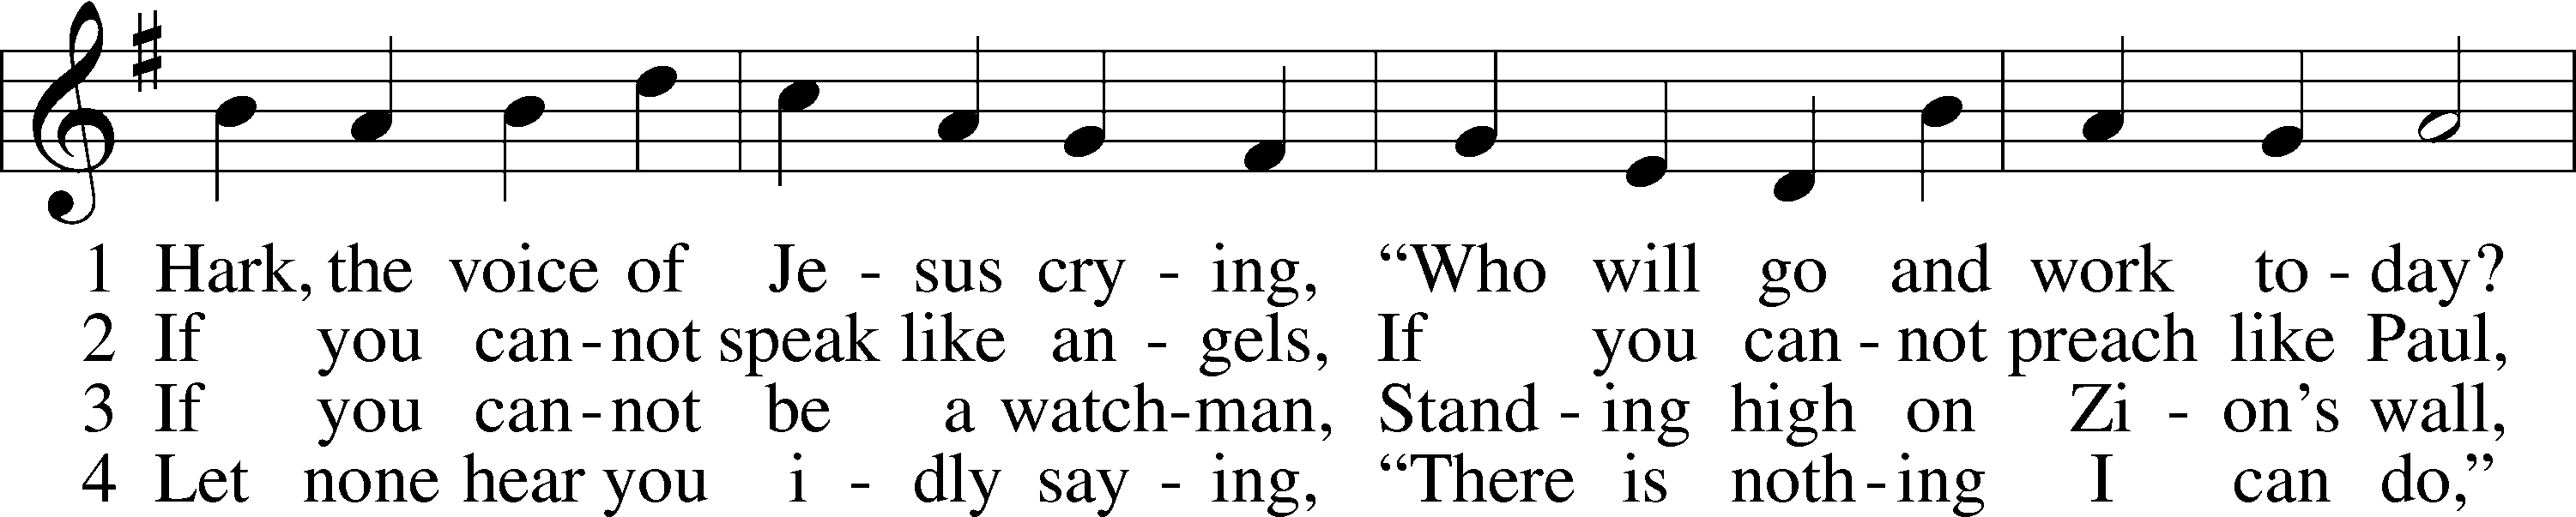 1 Hark, the voice of Je - sus cry - ing, “Who will go and work to - day?
2 If you can - not speak like an - gels, If you can - not preach like Paul,
3 If you can - not be a watch - man, Stand - ing high on Zi - on’s wall,
4 Let none hear you i - dly say - ing, “There is noth - ing I can do,”